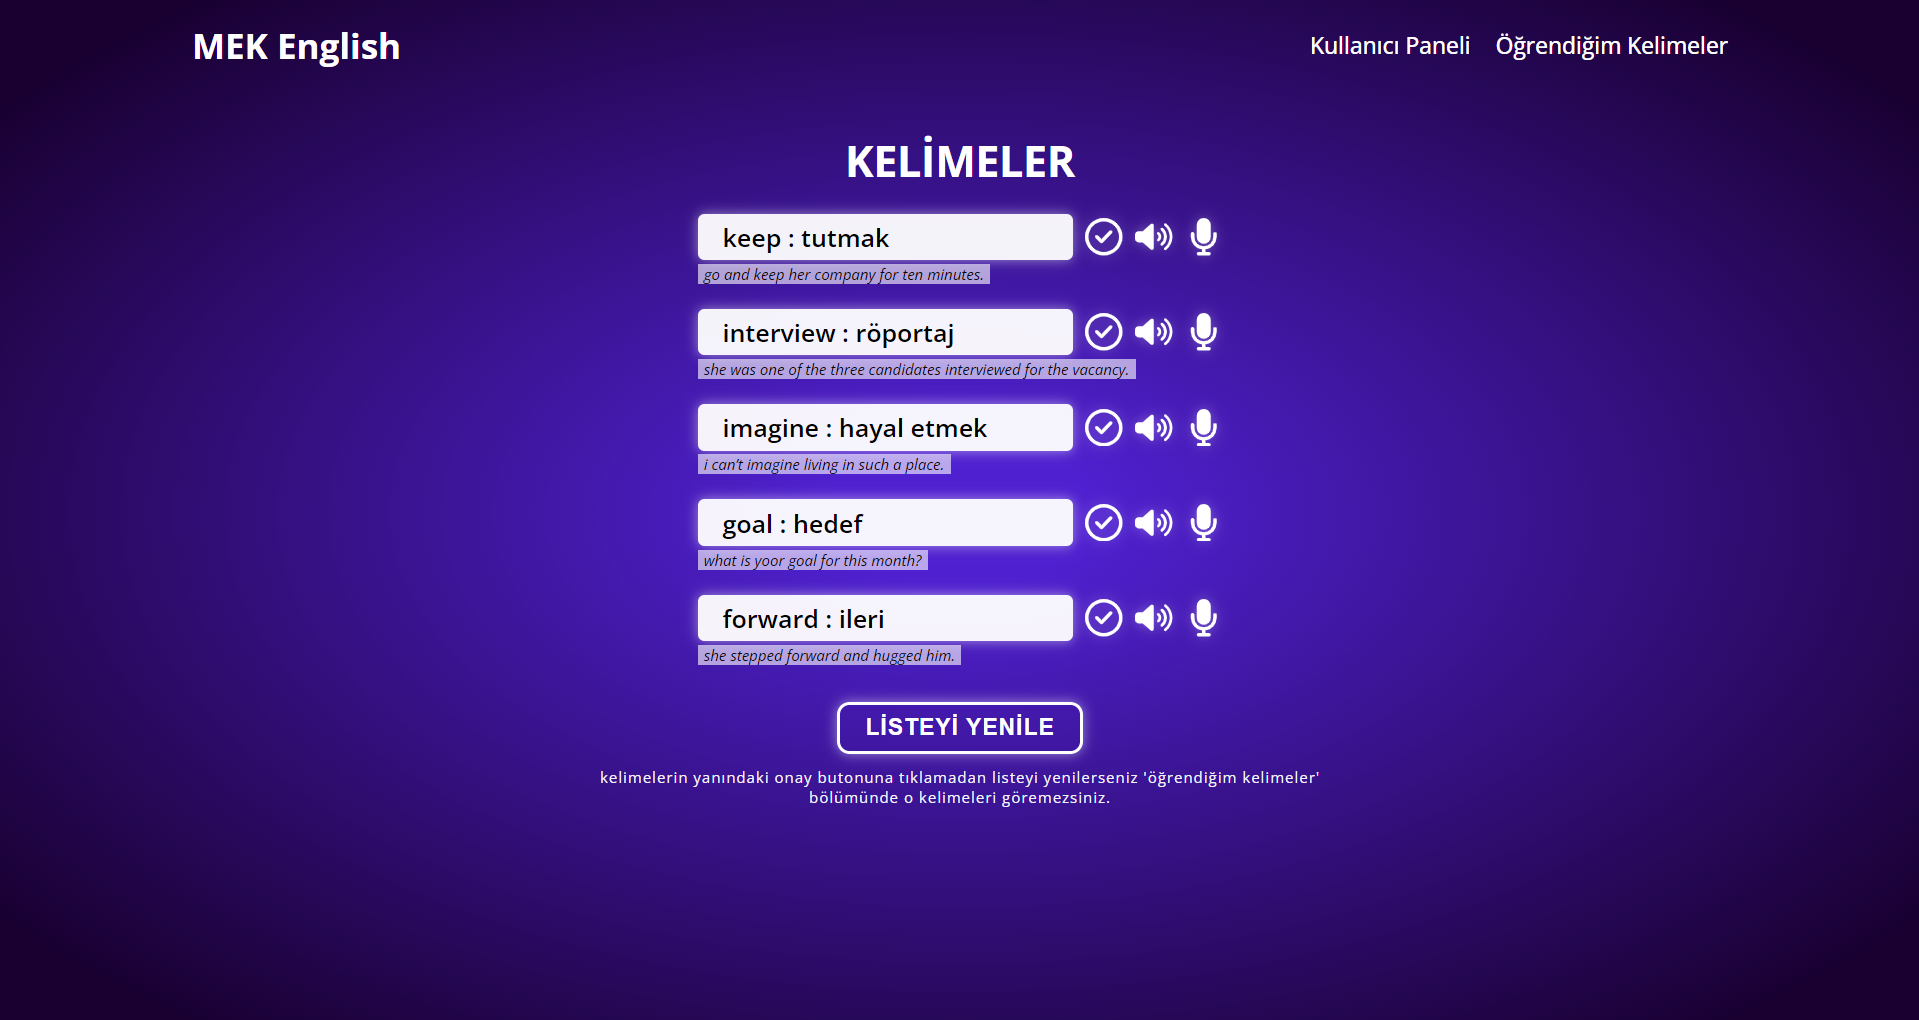 MEK English
Kullanıcı Paneli Öğrendiğim Kelimeler
KELİMELER
keep : tutmak
go and keep her company for ten minutes.
interview : röportaj
she was one of the three candidates interviewed for the vacancy.
imagine : hayal etmek
i can't imagine living in such a place.
goal : hedef
what is yoor goal for this month?
forward : ileri
she stepped forward and hugged him.
LİSTEYİ YENİLE
kelimelerin yanındaki onay butonuna tıklamadan listeyi yenilerseniz 'öğrendiğim kelimeler'
bölümünde o kelimeleri göremezsiniz.